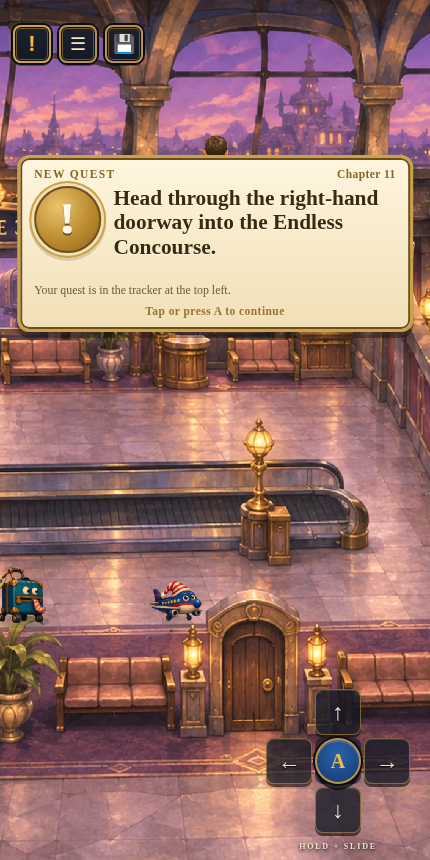 !
NEW QUEST
Chapter 11
!
Head through the right-hand
doorway into the Endless
Concourse.
Your quest is in the tracker at the top left.
Tap or press A to continue
↑
← A →
↓
HOLD + SLIDE